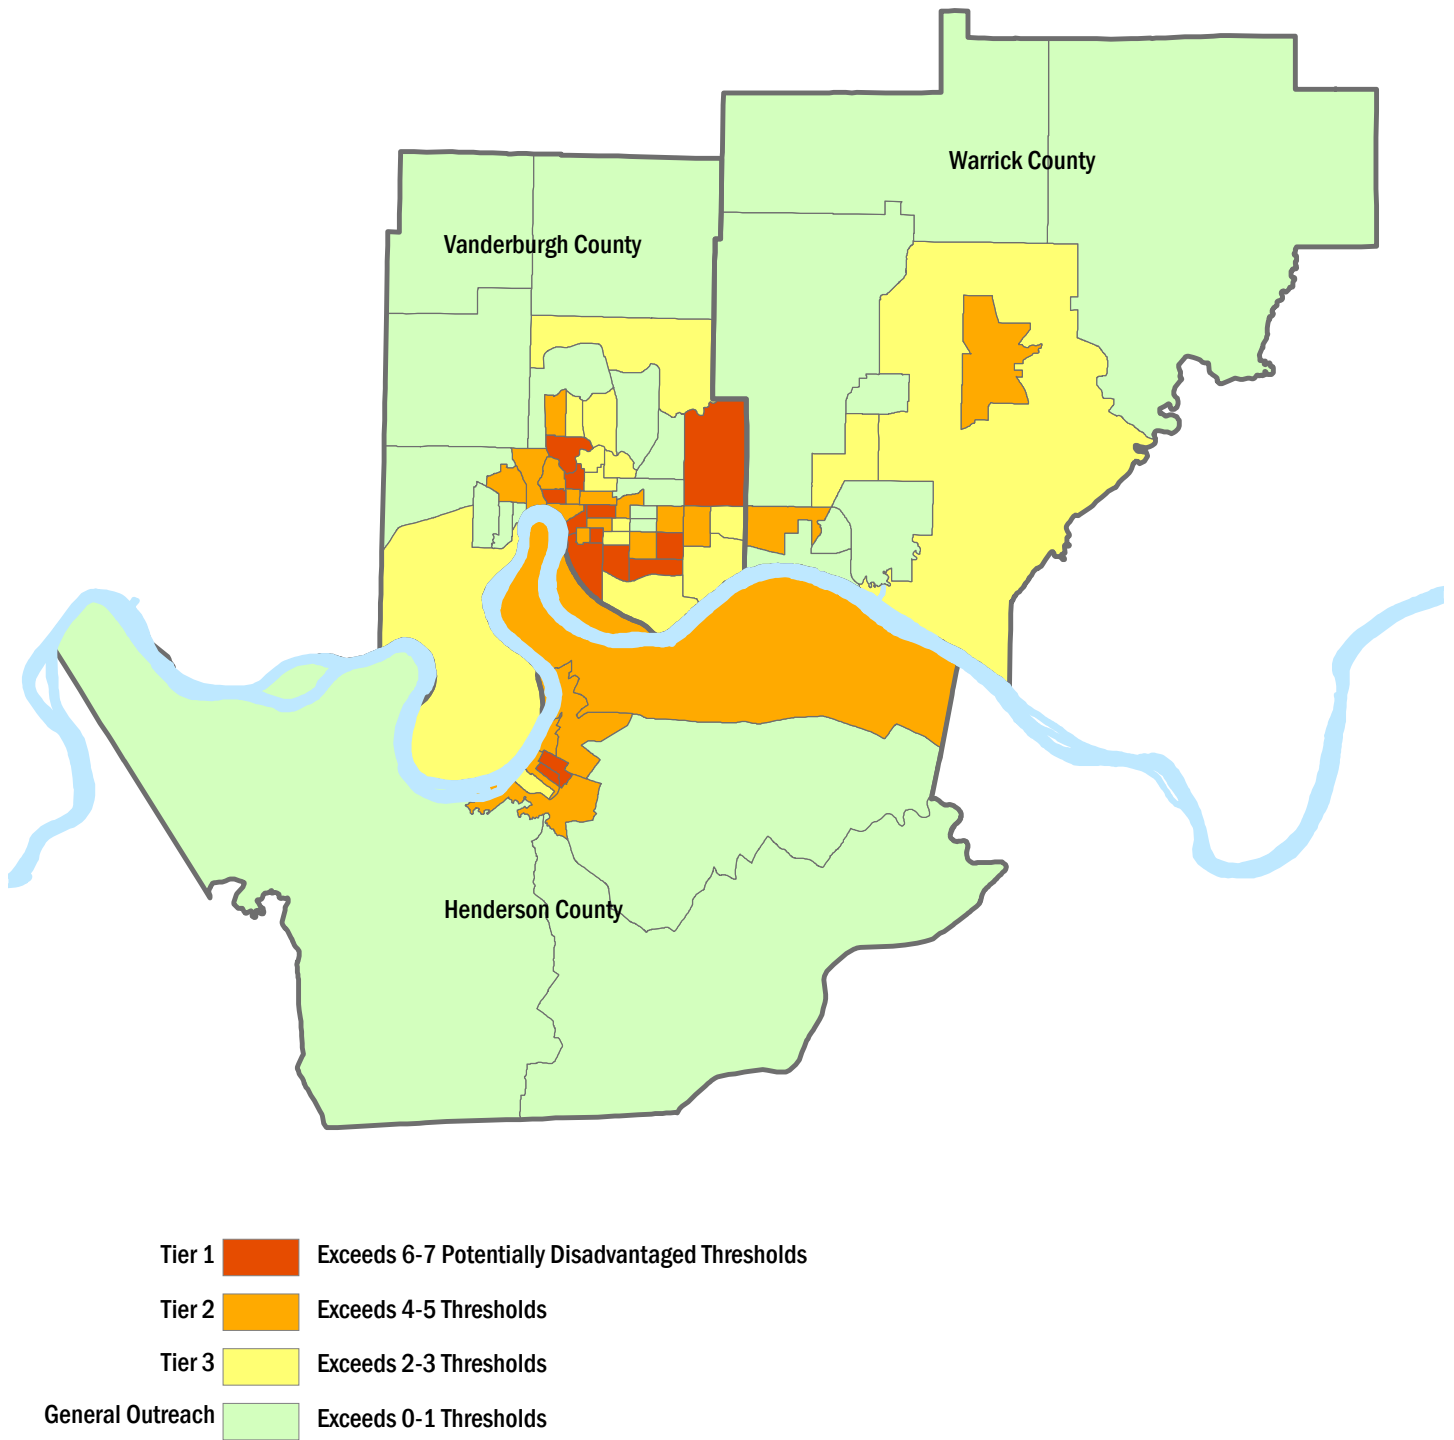 Warrick County
Vanderburgh County
Henderson County
Tier 1 Exceeds 6-7 Potentially Disadvantaged Thresholds
Tier 2 Exceeds 4-5 Thresholds
Tier 3 Exceeds 2-3 Thresholds
General Outreach Exceeds 0-1 Thresholds